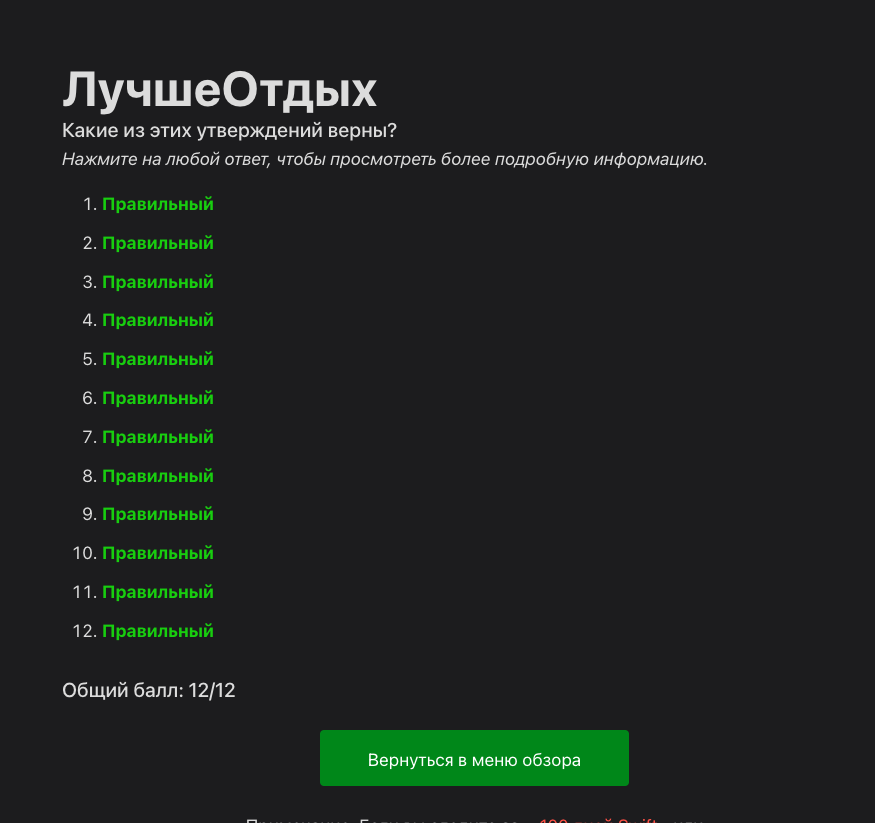 ЛучшеОтдых
Какие из этих утверждений верны?
Нажмите на любой ответ, чтобы просмотреть более подробную информацию.
1. Правильный
2. Правильный
3. Правильный
4. Правильный
5. Правильный
6. Правильный
7. Правильный
8. Правильный
9. Правильный
10. Правильный
11. Правильный
12. Правильный
Общий балл: 12/12
Вернуться в меню обзора